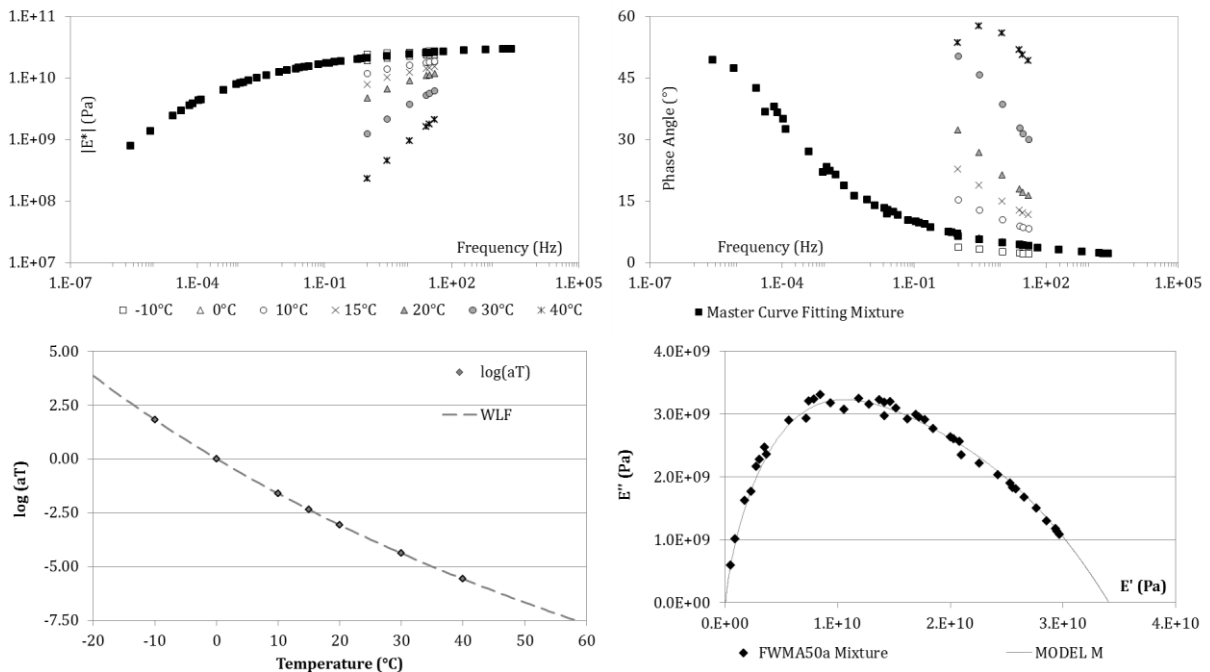 1.E+11
1.E+10
1.E+09
1.E+08
1.E+07
|E*| (Pa)
Frequency (Hz)
1.E-07 1.E-04 1.E-01 1.E+02 1.E+05
-10°C 0°C 10°C 15°C 20°C 30°C 40°C
60
45
30
15
0
Phase Angle (°)
Frequency (Hz)
1.E-07 1.E-04 1.E-01 1.E+02 1.E+05
Master Curve Fitting Mixture
5.00
2.50
0.00
-2.50
-5.00
-7.50
log (aT)
log(aT)
WLF
-20 -10 0 10 20 30 40 50 60
Temperature (°C)
4.0E+09
3.0E+09
2.0E+09
1.0E+09
0.0E+00
E'' (Pa)
E' (Pa)
0.E+00 1.E+10 2.E+10 3.E+10 4.E+10
FWMA50a Mixture MODEL M